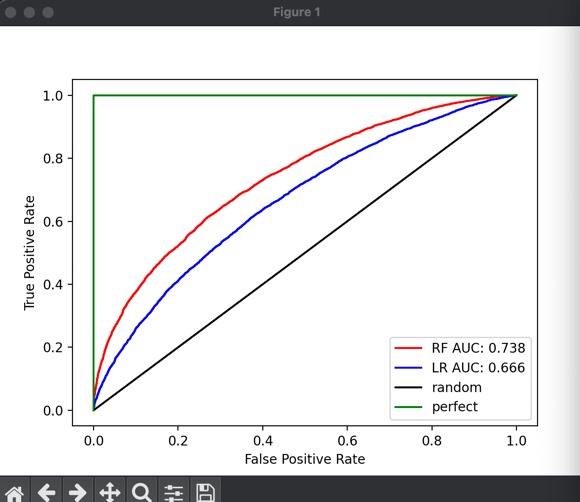 Figure 1
1.0
0.8
0.6
0.4
0.2
0.0
True Positive Rate
RF AUC: 0.738
LR AUC: 0.666
random
perfect
0.0 0.2 0.4 0.6 0.8 1.0
False Positive Rate